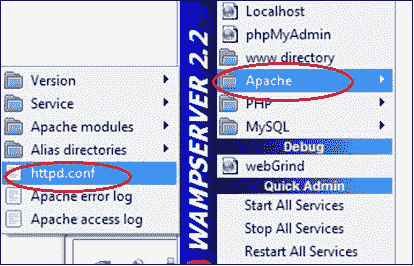 Version
Service
Apache modules
Alias directories
httpd.conf
Apache error log
Apache access log
WAMPSERVER 2.2
Localhost
phpMyAdmin
www directory
Apache
PHP
MySQL
Debug
webGrind
Quick Admin
Start All Services
Stop All Services
Restart All Services